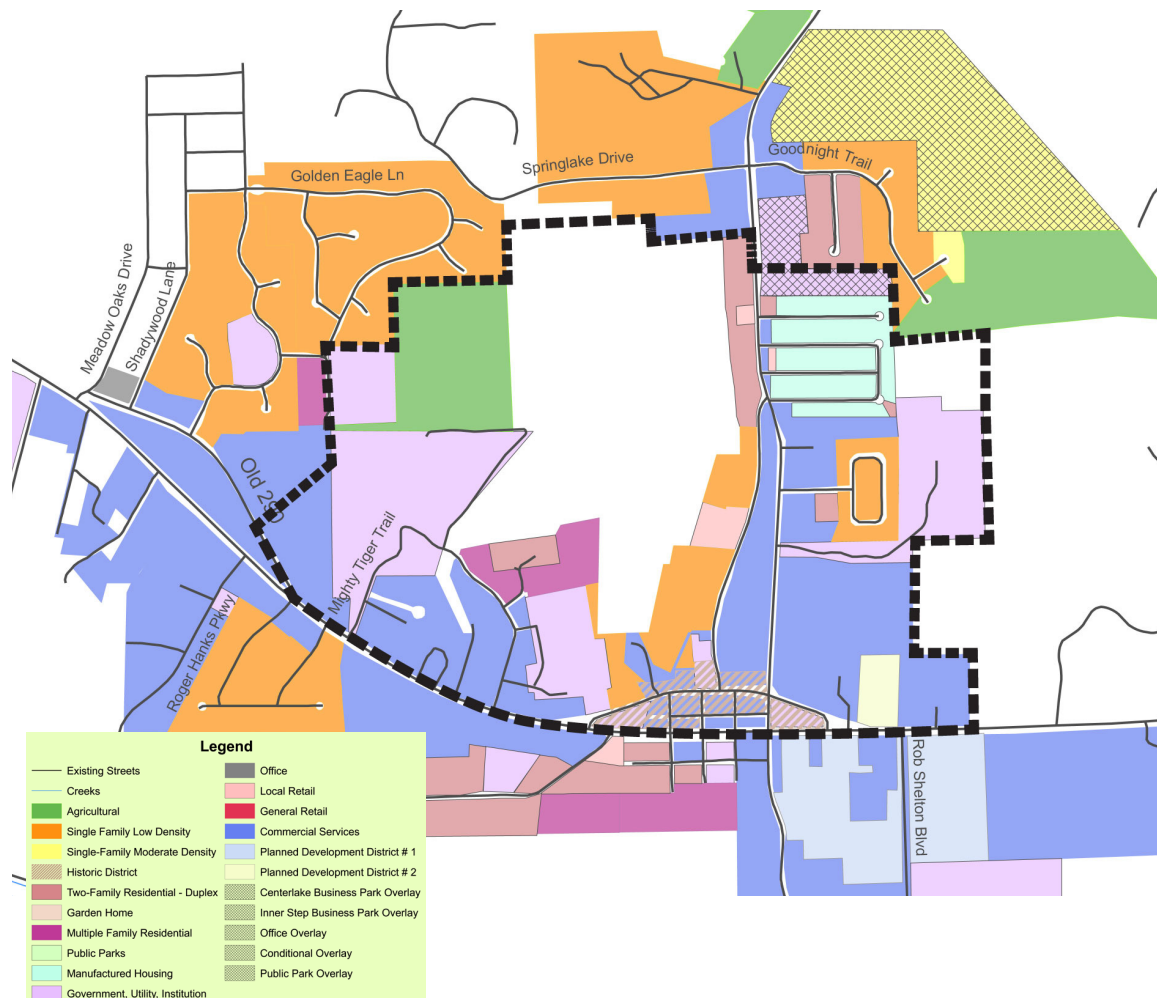 Goodnight Trail
Springlake Drive
Golden Eagle Ln
Meadow Oaks Drive
Shadywood Lane
Old 290
Mighty Tiger Trail
Roger Hanks Pkwy
Rob Shelton Blvd
Legend
Existing Streets
Creeks
Agricultural
Single Family Low Density
Single-Family Moderate Density
Historic District
Two-Family Residential - Duplex
Garden Home
Multiple Family Residential
Public Parks
Manufactured Housing
Government, Utility, Institution
Office
Local Retail
General Retail
Commercial Services
Planned Development District # 1
Planned Development District # 2
Centerlake Business Park Overlay
Inner Step Business Park Overlay
Office Overlay
Conditional Overlay
Public Park Overlay